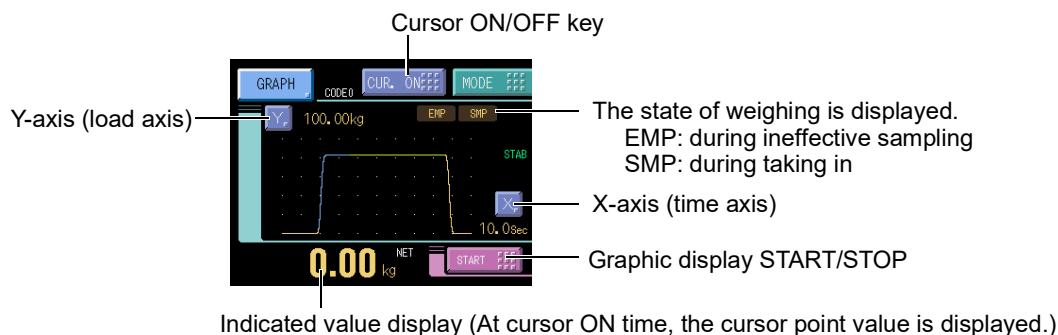 Cursor ON/OFF key
GRAPH
CODE0
CUR. ON
MODE
Y-axis (load axis)
Y
100.00kg
EMP
SMP
The state of weighing is displayed.
EMP: during ineffective sampling
SMP: during taking in
STAB
X
X-axis (time axis)
10.0Sec
0.00 kg
NET
START
Graphic display START/STOP
Indicated value display (At cursor ON time, the cursor point value is displayed.)